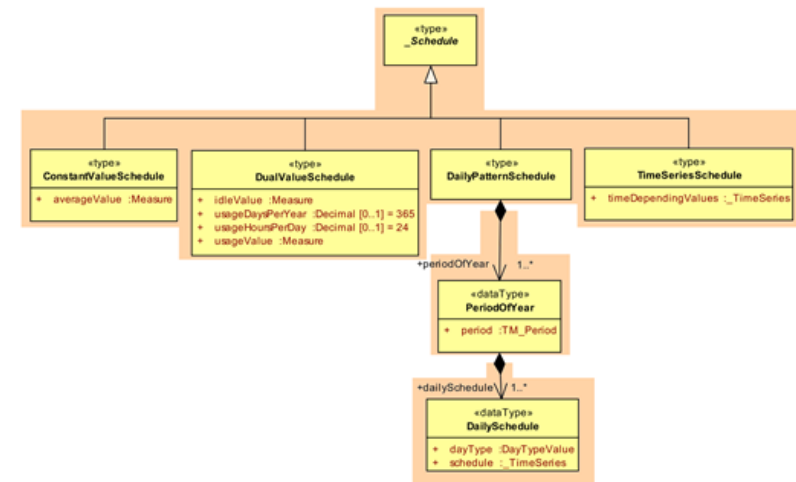 «type»
_Schedule
«type»
ConstantValueSchedule
+ averageValue :Measure
«type»
DualValueSchedule
+ idleValue :Measure
+ usageDaysPerYear :Decimal [0..1] = 365
+ usageHoursPerDay :Decimal [0..1] = 24
+ usageValue :Measure
«type»
DailyPatternSchedule
«type»
TimeSeriesSchedule
+ timeDependingValues :_TimeSeries
+periodOfYear 1..*
«dataType»
PeriodOfYear
+ period :TM_Period
+dailySchedule 1..*
«dataType»
DailySchedule
+ dayType :DayTypeValue
+ schedule :_TimeSeries